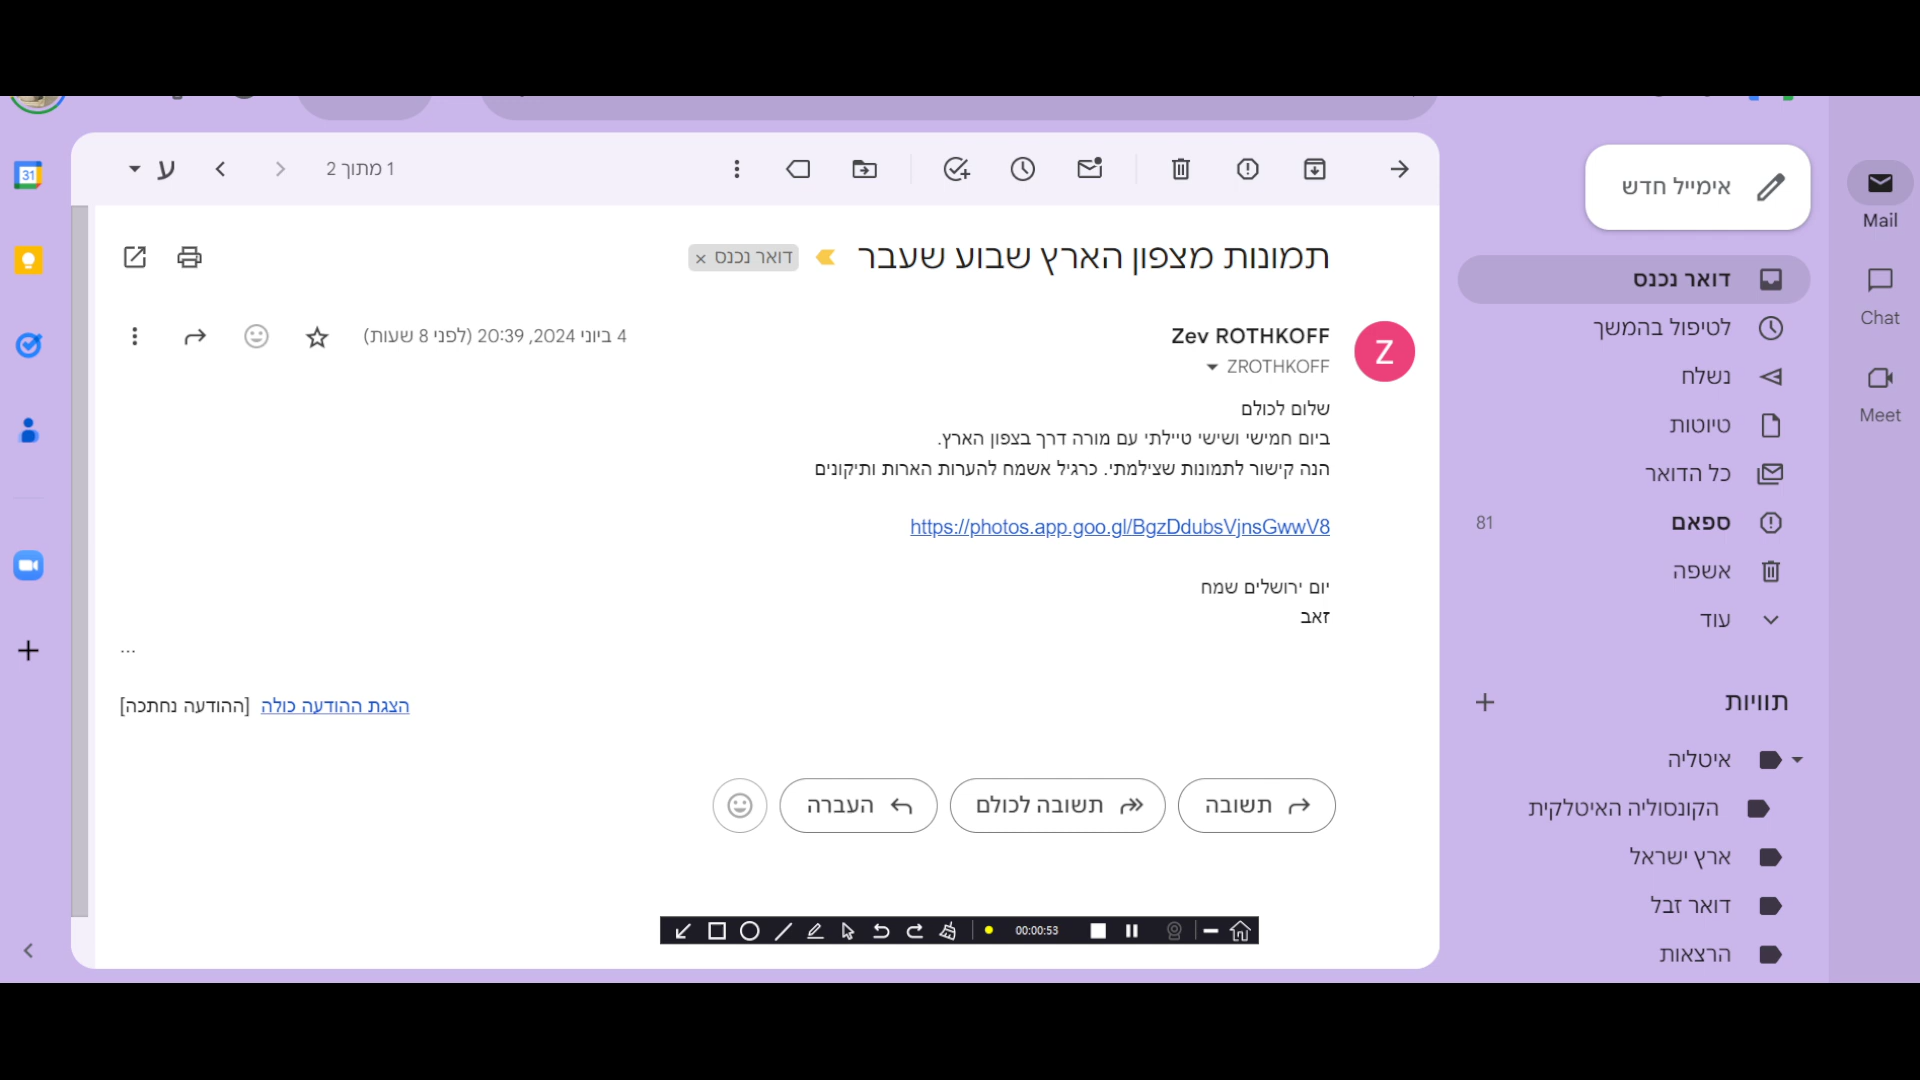 1 מתוך 2
ע
31
אימייל חדש
Mail
תמונות מצפון הארץ שבוע שעבר
דואר נכנס ×
Zev ROTHKOFF
4 ביוני 2024, 20:39 (לפני 8 שעות)
ZROTHKOFF
Z
שלום לכולם
ביום חמישי ושישי טיילתי עם מורה דרך בצפון הארץ.
הנה קישור לתמונות שצילמתי. כרגיל אשמח להערות הארות ותיקונים
https://photos.app.goo.gl/BgzDdubsVjnsGwwV8
יום ירושלים שמח
זאב
...
[ההודעה נחתכה] הצגת ההודעה כולה
תשובה
תשובה לכולם
העברה
00:00:53
דואר נכנס
לטיפול בהמשך
נשלח
טיוטות
כל הדואר
ספאם 81
אשפה
עוד
תוויות
איטליה
הקונסוליה האיטלקית
ארץ ישראל
דואר זבל
הרצאות
Chat
Meet